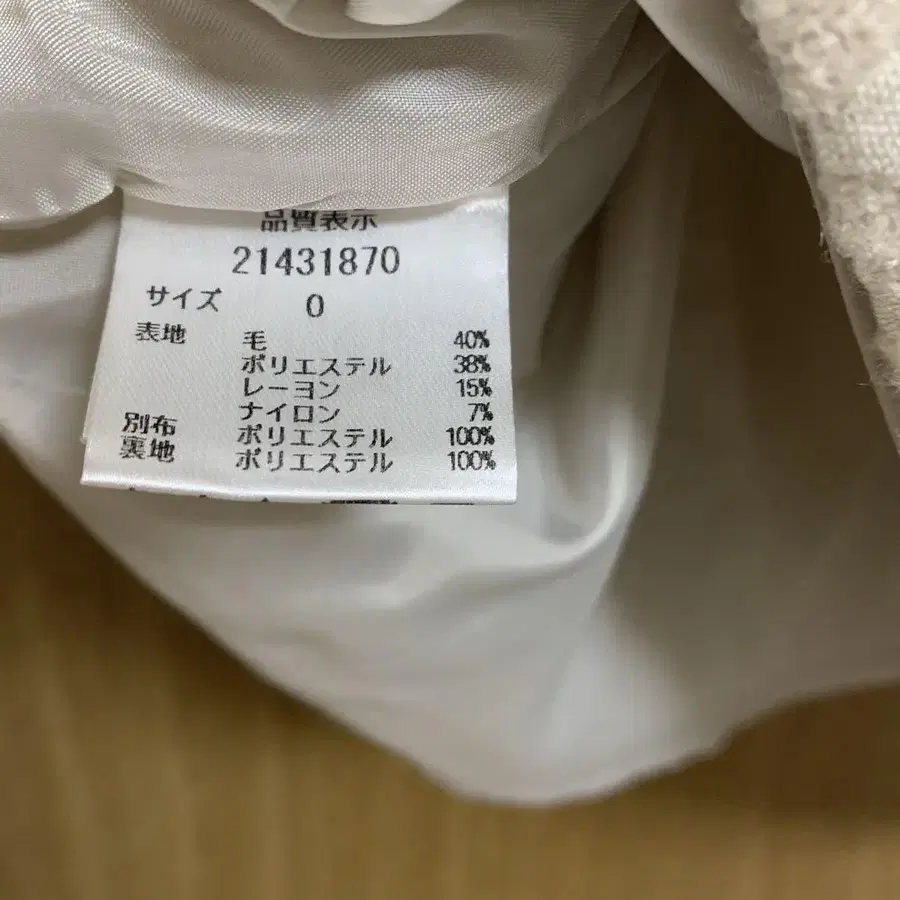 品質表示
21431870
サイズ 0
表地 毛 40%
ポリエステル 38%
レーヨン 15%
ナイロン 7%
別布 ポリエステル 100%
裏地 ポリエステル 100%